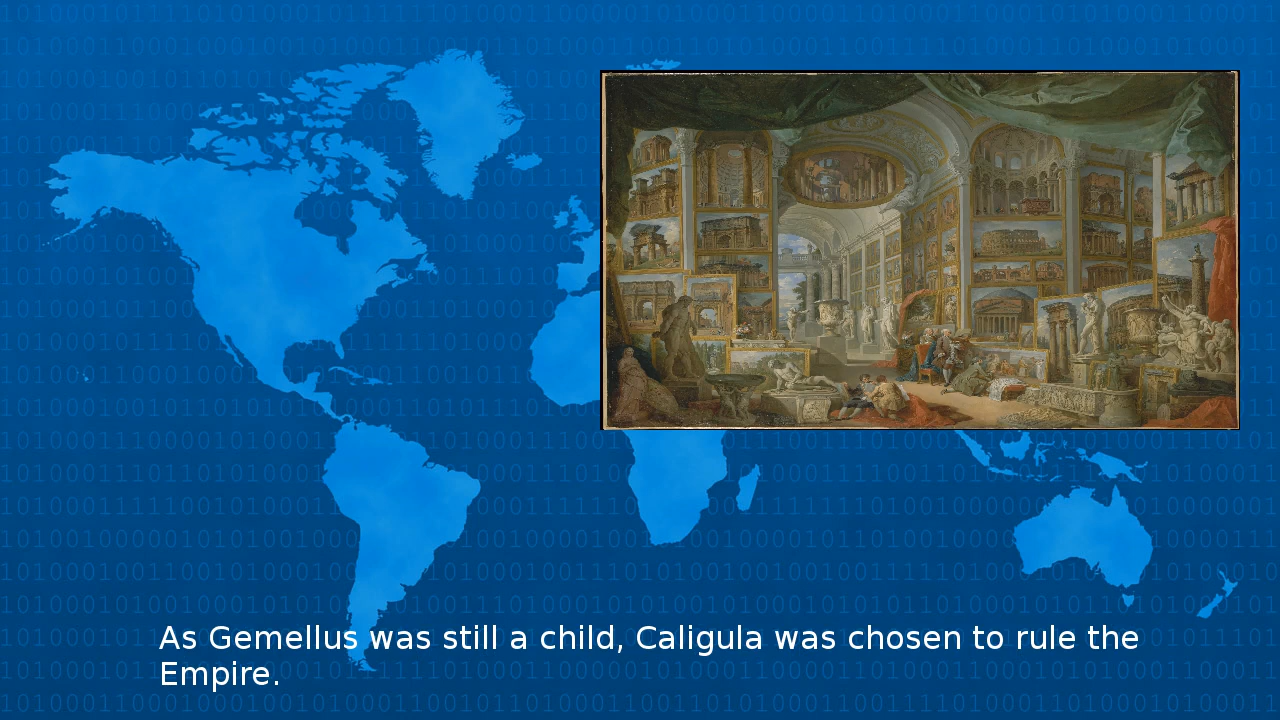 As Gemellus was still a child, Caligula was chosen to rule the
Empire.